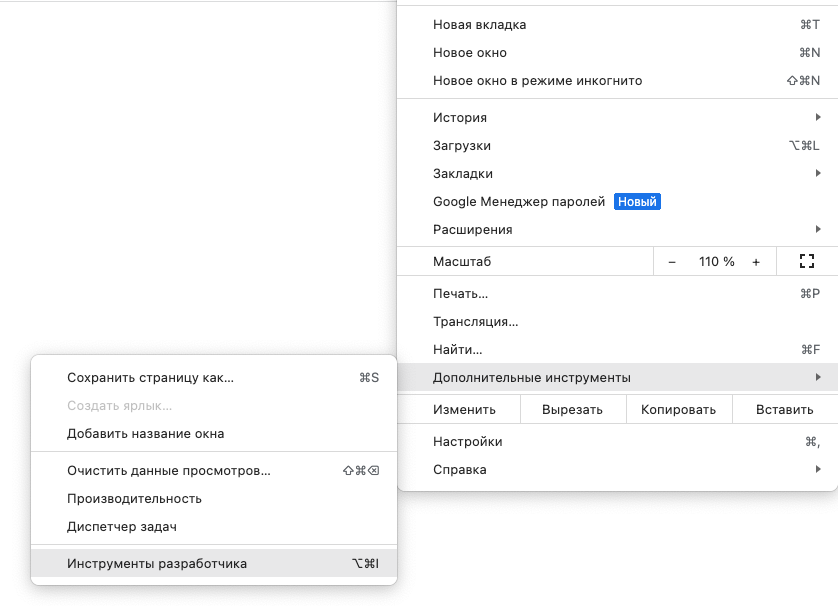 Новая вкладка ⌘T
Новое окно ⌘N
Новое окно в режиме инкогнито ⇧⌘N
История
Загрузки ⌥⌘L
Закладки
Google Менеджер паролей Новый
Расширения
Масштаб − 110 % +
Печать... ⌘P
Трансляция...
Найти... ⌘F
Дополнительные инструменты
Изменить Вырезать Копировать Вставить
Настройки ⌘,
Справка
Сохранить страницу как... ⌘S
Создать ярлык...
Добавить название окна
Очистить данные просмотров... ⇧⌘⌫
Производительность
Диспетчер задач
Инструменты разработчика ⌥⌘I